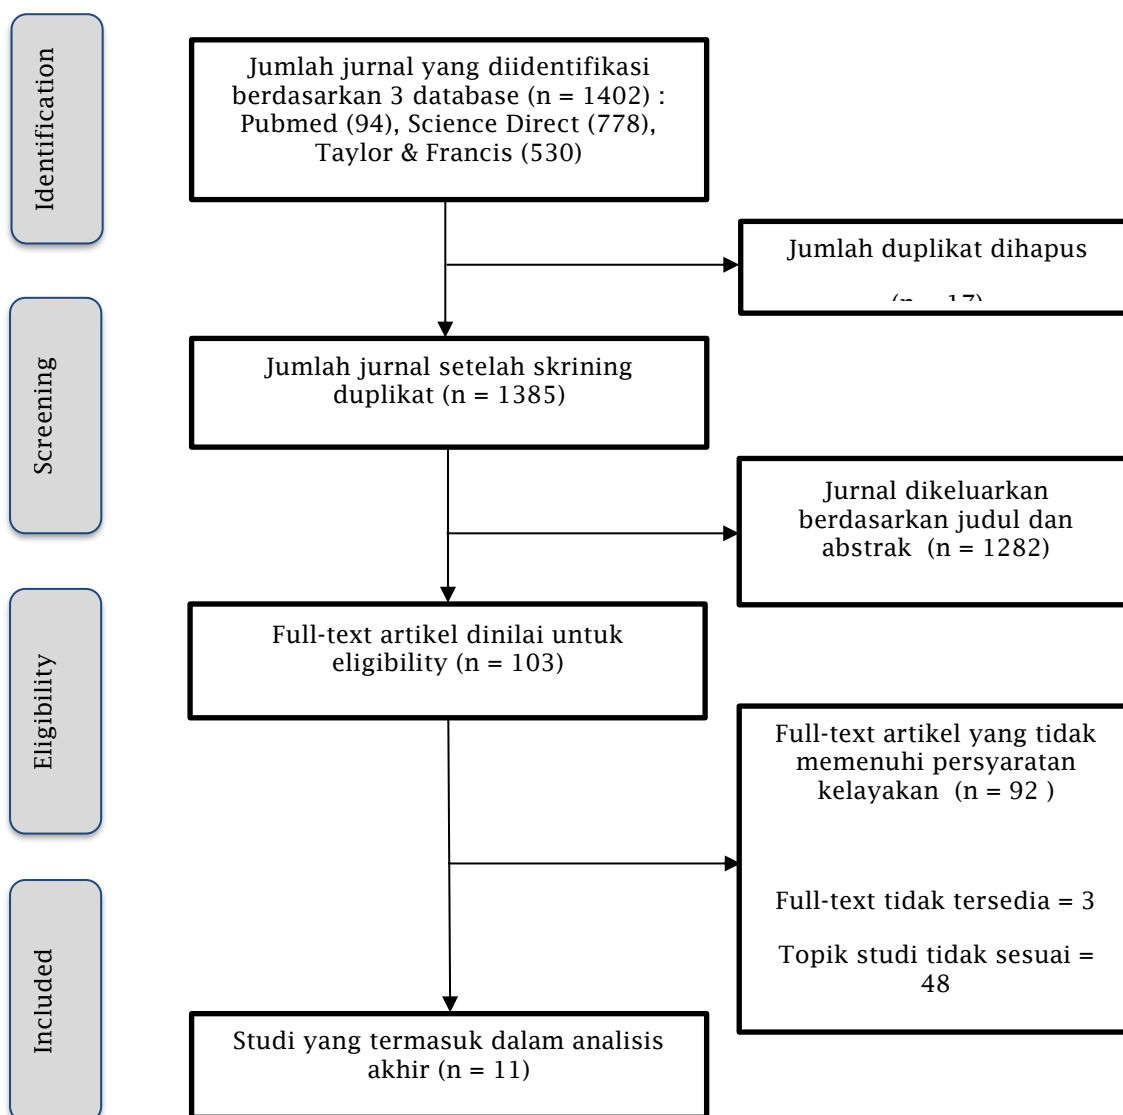 Identification
Jumlah jurnal yang diidentifikasi
berdasarkan 3 database (n = 1402) :
Pubmed (94), Science Direct (778),
Taylor & Francis (530)
Jumlah duplikat dihapus
Screening
Jumlah jurnal setelah skrining
duplikat (n = 1385)
Jurnal dikeluarkan
berdasarkan judul dan
abstrak (n = 1282)
Eligibility
Full-text artikel dinilai untuk
eligibility (n = 103)
Full-text artikel yang tidak
memenuhi persyaratan
kelayakan (n = 92 )
Full-text tidak tersedia = 3
Topik studi tidak sesuai =
48
Included
Studi yang termasuk dalam analisis
akhir (n = 11)